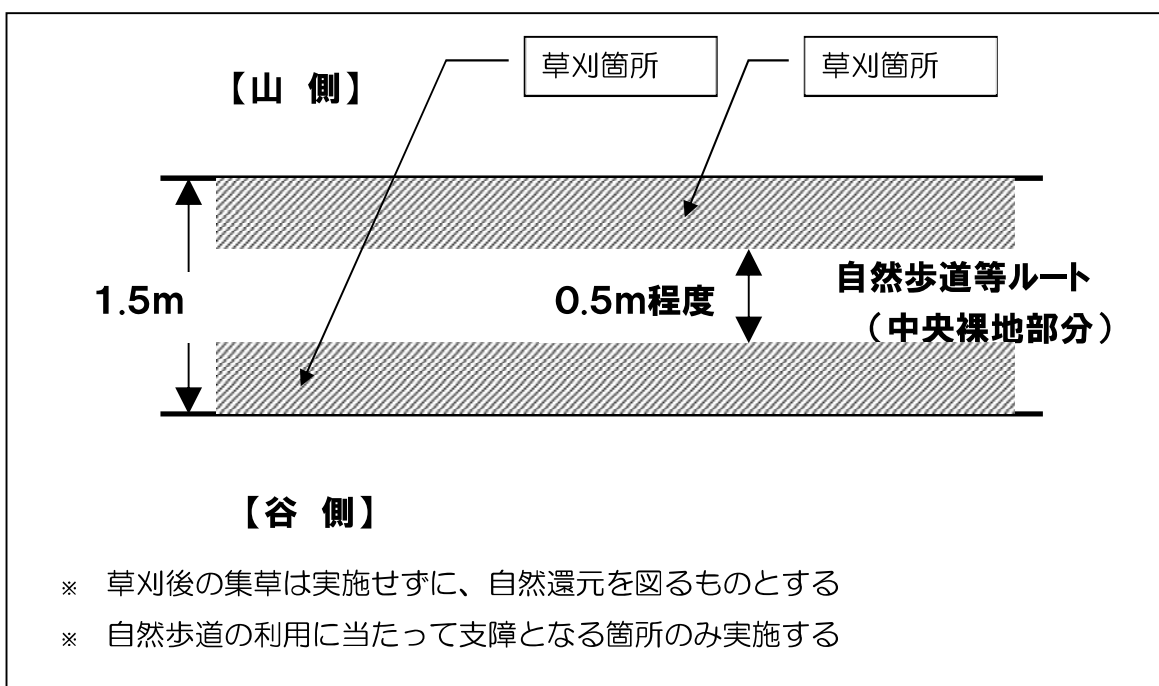 草刈箇所
草刈箇所
【山 側】
1.5m
0.5m程度
自然歩道等ルート
（中央裸地部分）
【谷 側】
※ 草刈後の集草は実施せずに、自然還元を図るものとする
※ 自然歩道の利用に当たって支障となる箇所のみ実施する